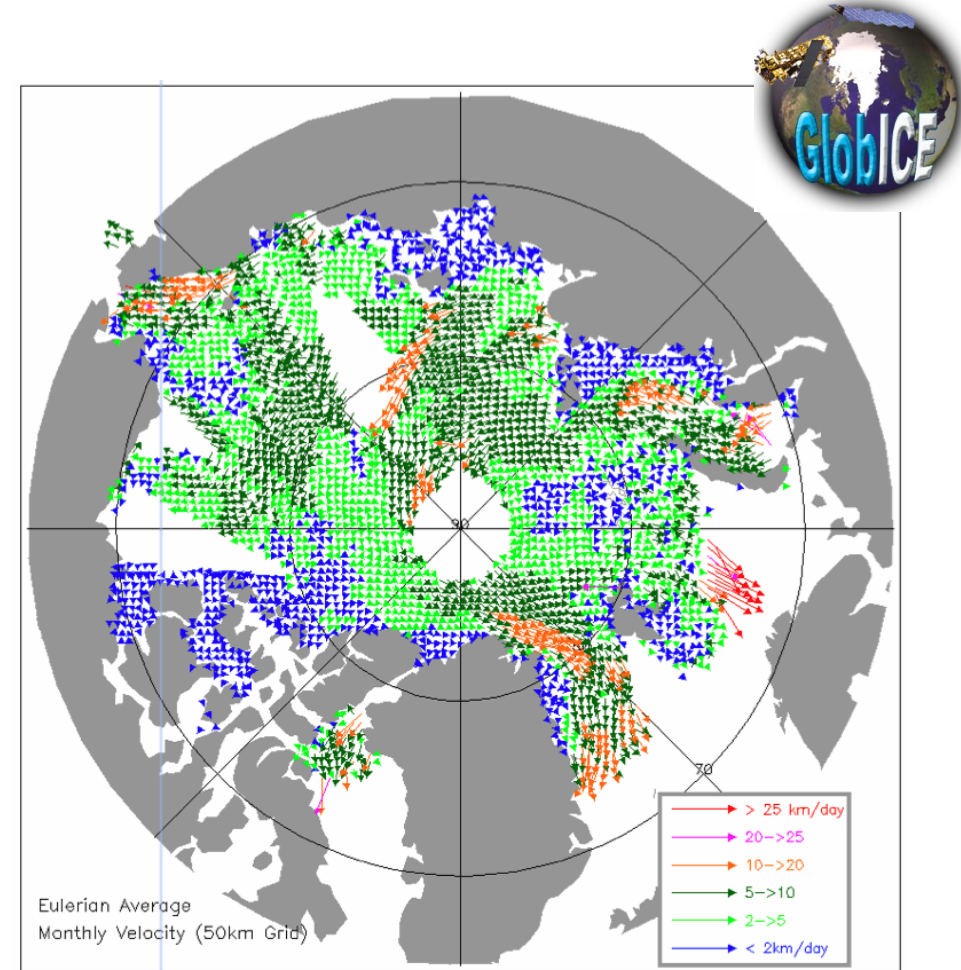 GlobICE
90
70
> 25 km/day
20->25
10->20
5->10
2->5
< 2km/day
Eulerian Average
Monthly Velocity (50km Grid)